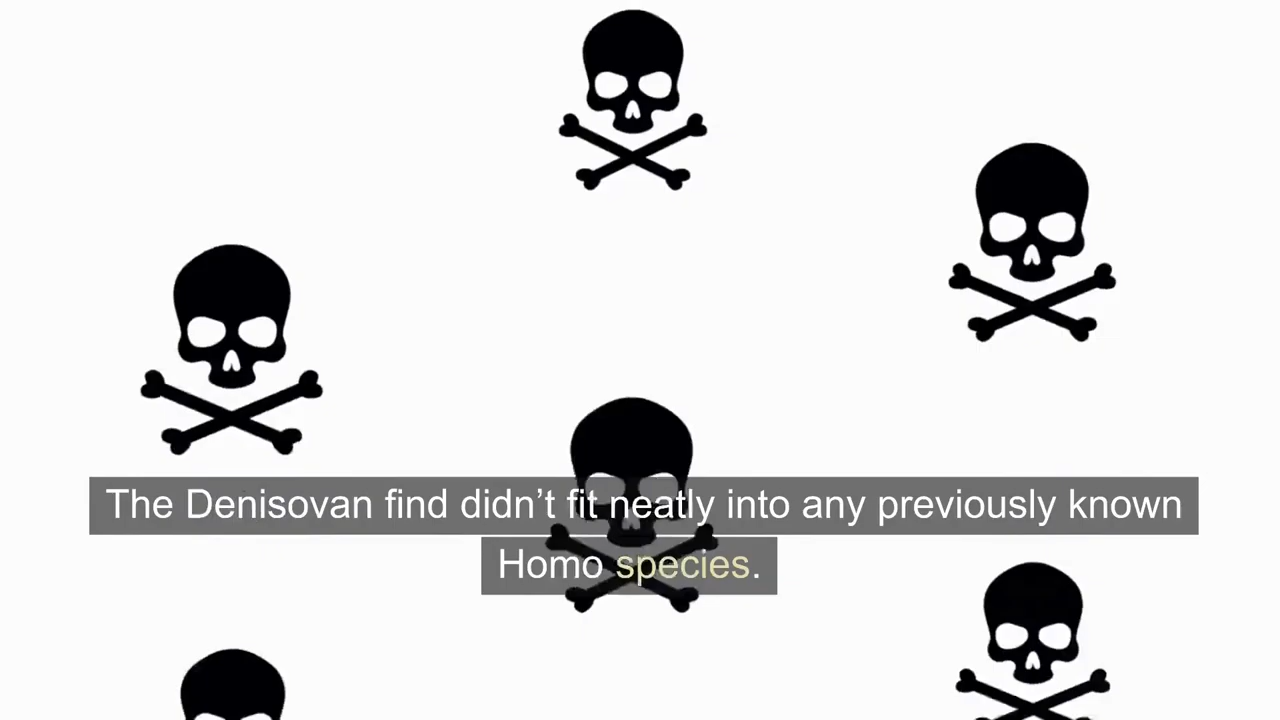 The Denisovan find didn’t fit neatly into any previously known
Homo species.